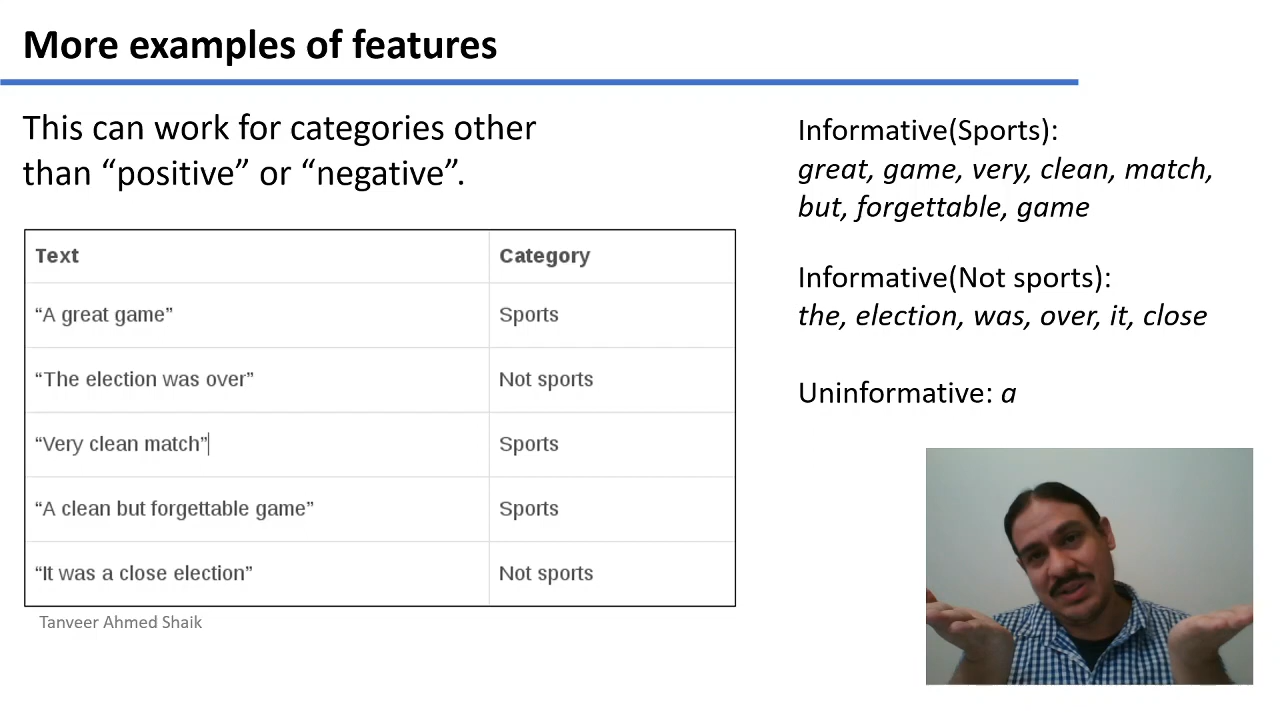 More examples of features
This can work for categories other
than “positive” or “negative”.
Text Category
“A great game” Sports
“The election was over” Not sports
“Very clean match” Sports
“A clean but forgettable game” Sports
“It was a close election” Not sports
Tanveer Ahmed Shaik
Informative(Sports):
great, game, very, clean, match,
but, forgettable, game
Informative(Not sports):
the, election, was, over, it, close
Uninformative: a